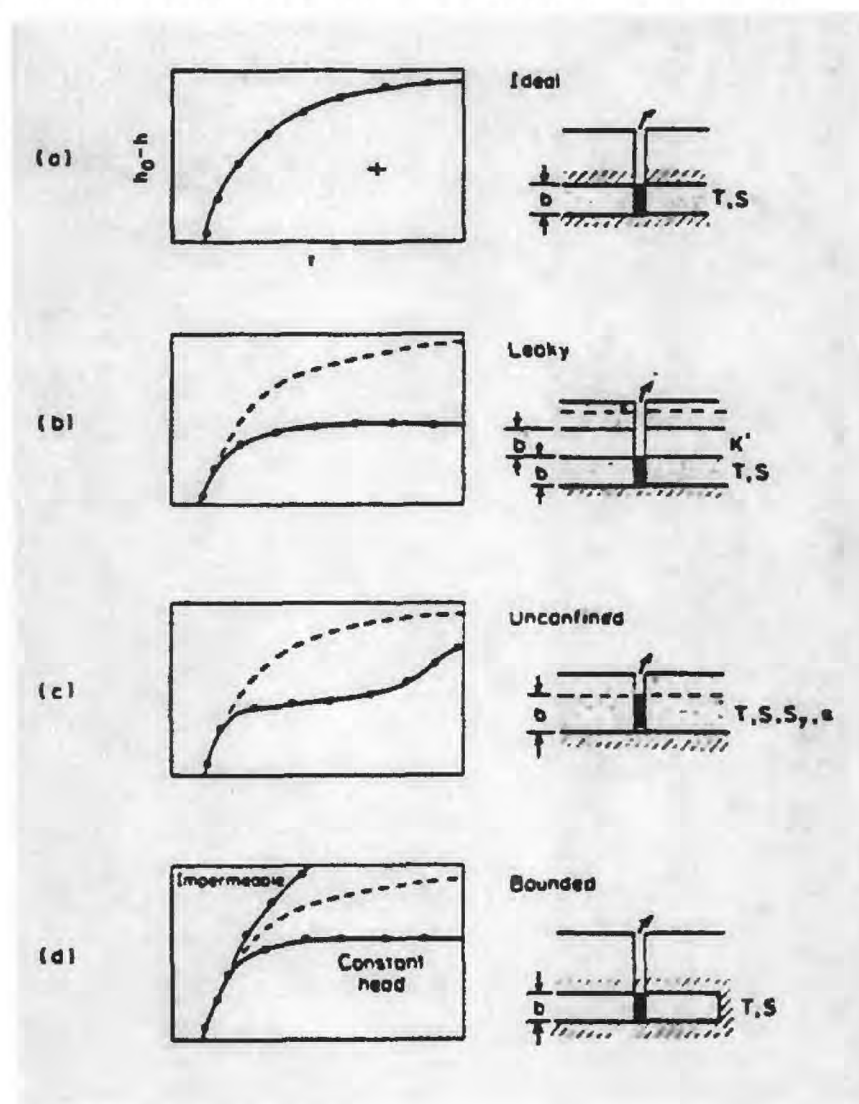 (a)
h₀-h
t
Ideal
b
T,S
(b)
Leaky
b'
K'
b
T,S
(c)
Unconfined
b
T,S,Sy,
(d)
Impermeable
Constant
head
Bounded
b
T,S